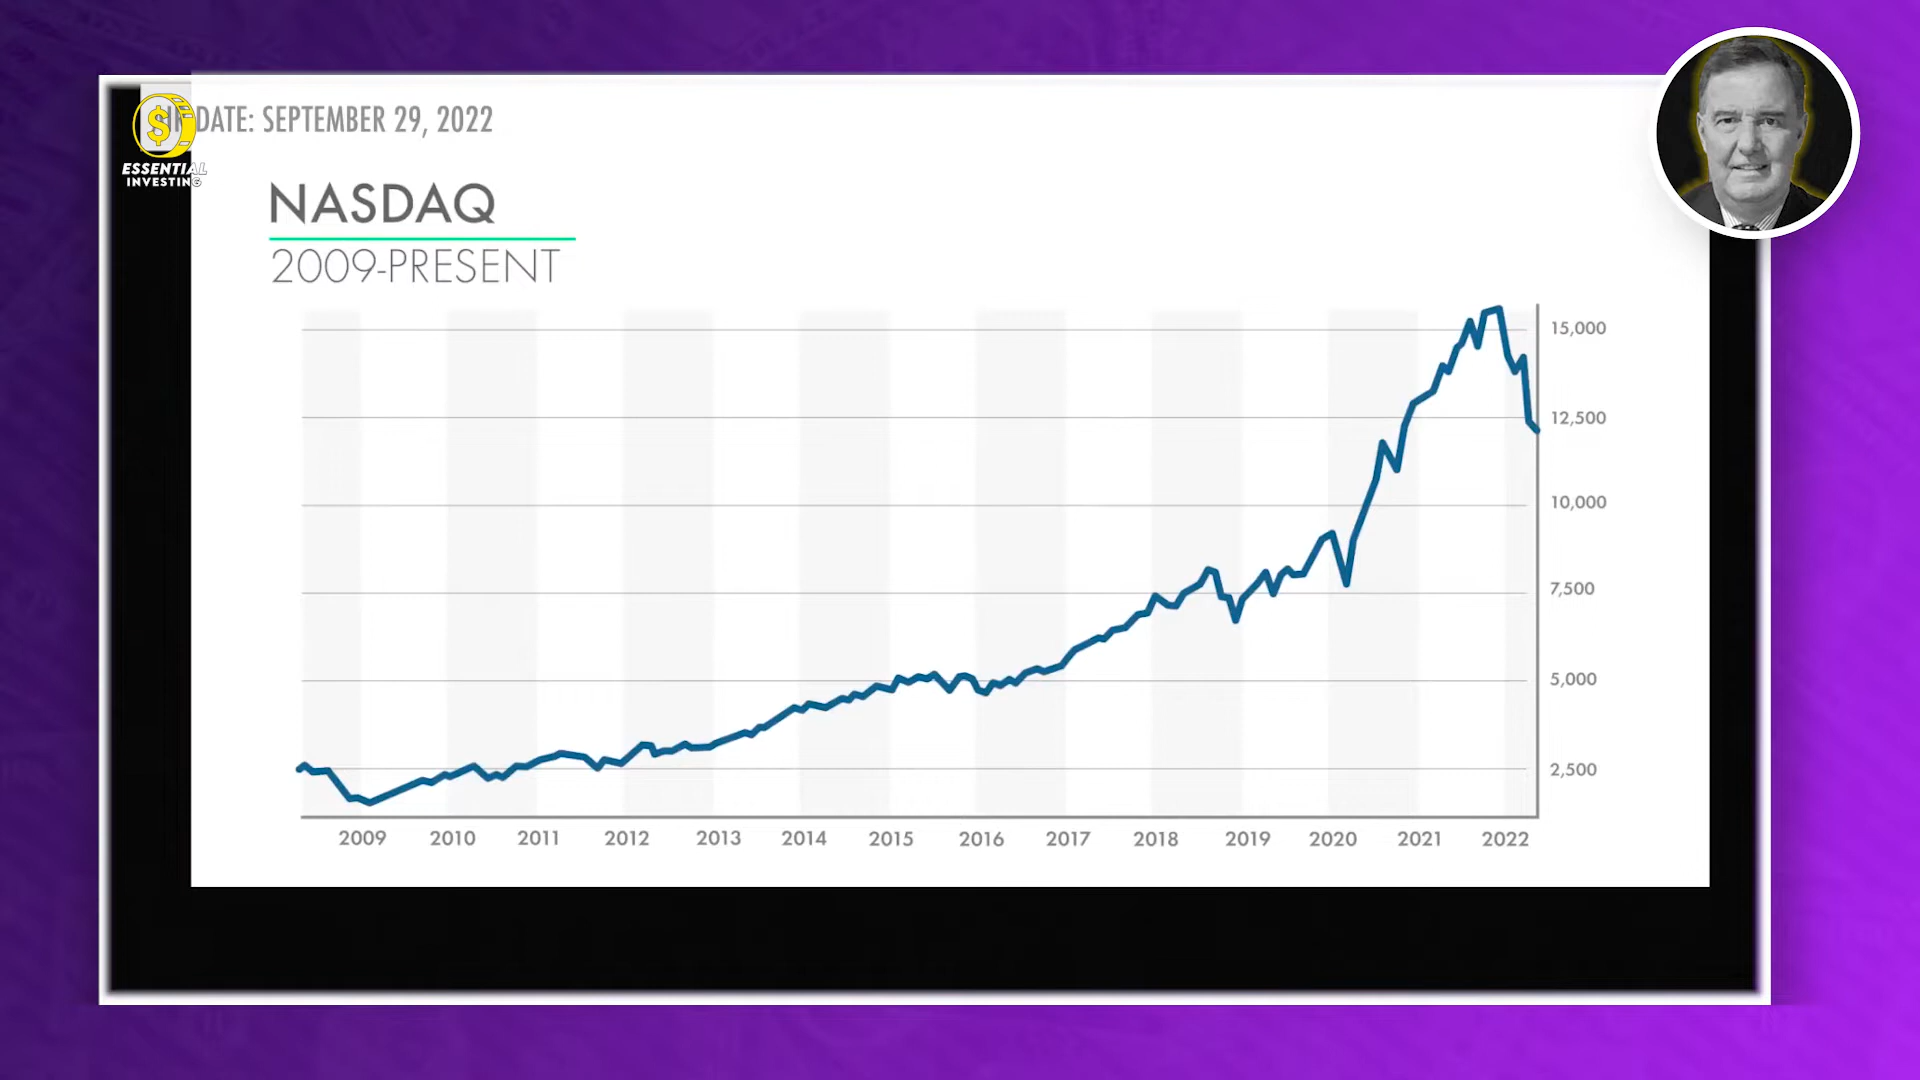 DATE: SEPTEMBER 29, 2022
ESSENTIAL
INVESTING
NASDAQ
2009-PRESENT
15,000
12,500
10,000
7,500
5,000
2,500
2009 2010 2011 2012 2013 2014 2015 2016 2017 2018 2019 2020 2021 2022